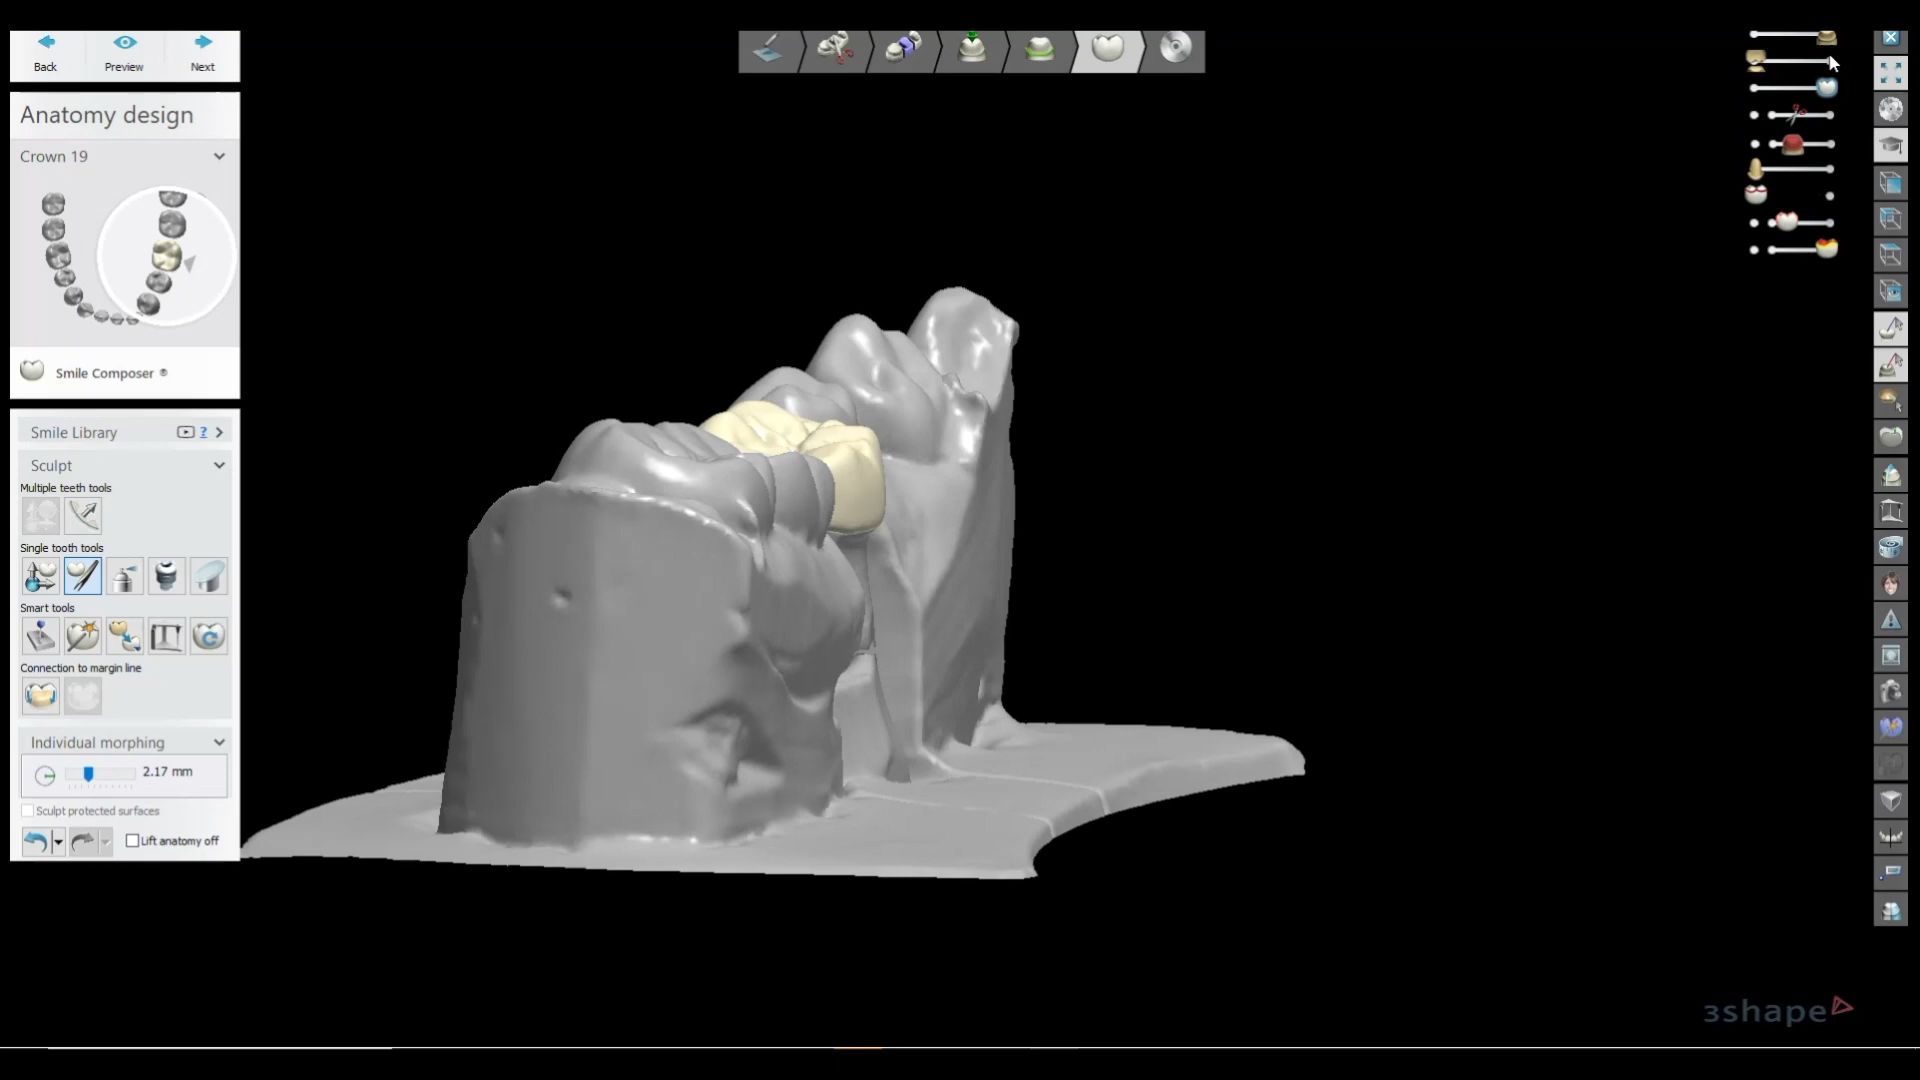 Back
Preview
Next
Anatomy design
Crown 19
Smile Composer ®
Smile Library
?
Sculpt
Multiple teeth tools
Single tooth tools
Smart tools
Connection to margin line
Individual morphing
2.17 mm
Sculpt protected surfaces
Lift anatomy off
3shape